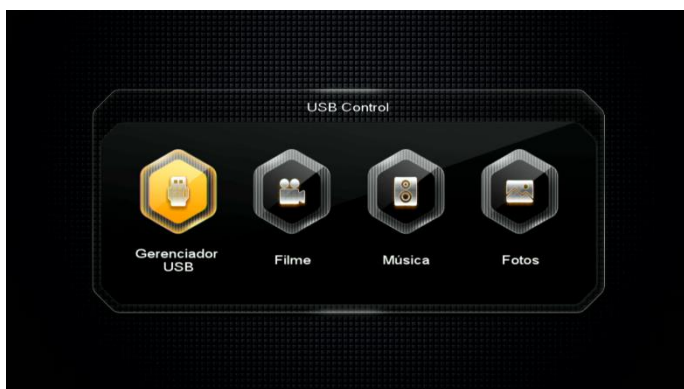 USB Control
Gerenciador
USB
Filme
Música
Fotos